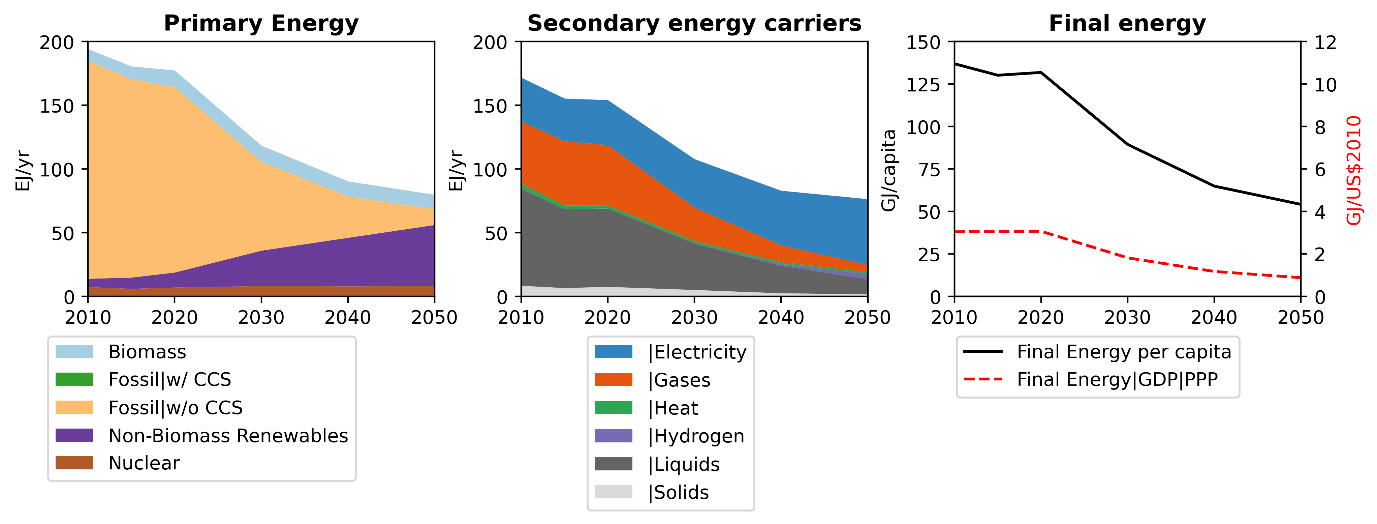 Primary Energy
200
150
100
50
0
EJ/yr
2010 2020 2030 2040 2050
Biomass
Fossil|w/ CCS
Fossil|w/o CCS
Non-Biomass Renewables
Nuclear
Secondary energy carriers
200
150
100
50
0
EJ/yr
2010 2020 2030 2040 2050
|Electricity
|Gases
|Heat
|Hydrogen
|Liquids
|Solids
Final energy
150
125
100
75
50
25
0
GJ/capita
12
10
8
6
4
2
0
GJ/US$2010
2010 2020 2030 2040 2050
Final Energy per capita
Final Energy|GDP|PPP